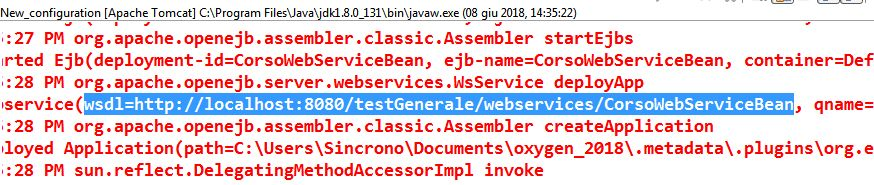 New_configuration [Apache Tomcat] C:\Program Files\Java\jdk1.8.0_131\bin\javaw.exe (08 giu 2018, 14:35:22)
:27 PM org.apache.openejb.assembler.classic.Assembler startEjbs
rted Ejb(deployment-id=CorsoWebServiceBean, ejb-name=CorsoWebServiceBean, container=Def
:28 PM org.apache.openejb.server.webservices.WsService deployApp
bservice(wsdl=http://localhost:8080/testGenerale/webservices/CorsoWebServiceBean, qname=
:28 PM org.apache.openejb.assembler.classic.Assembler createApplication
loyed Application(path=C:\Users\Sincrono\Documents\oxygen_2018\.metadata\.plugins\org.e
:28 PM sun.reflect.DelegatingMethodAccessorImpl invoke